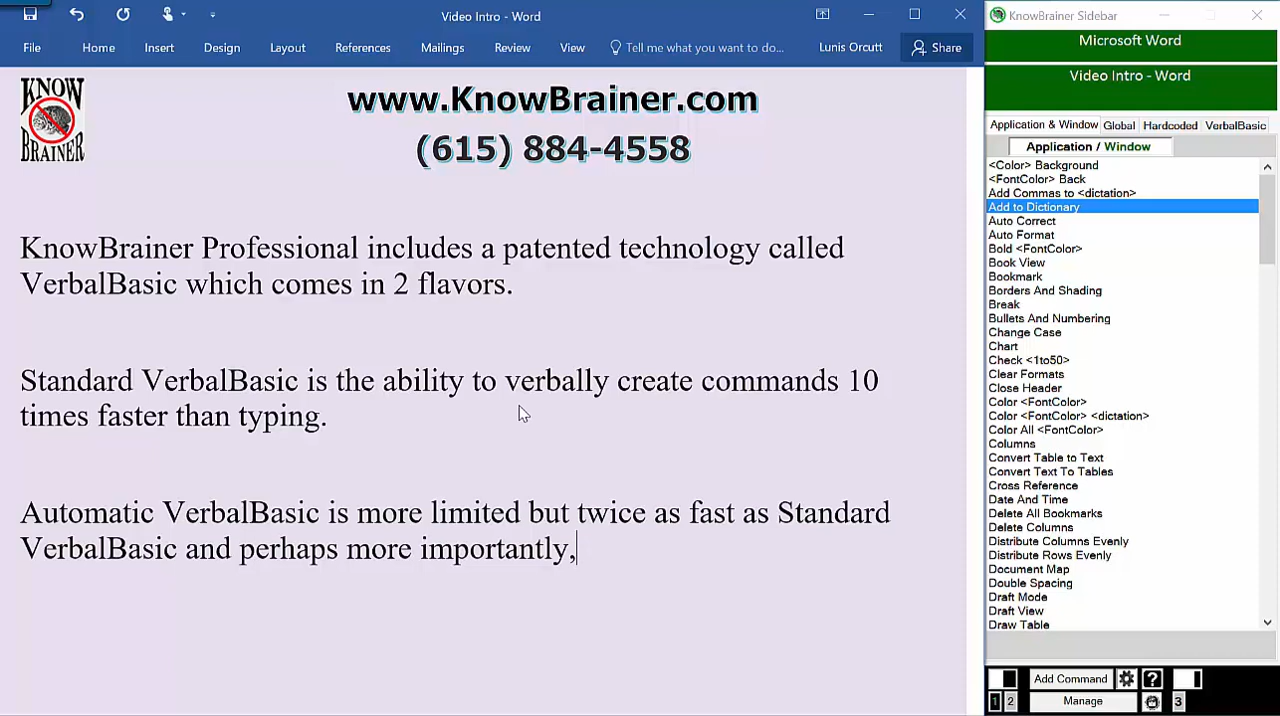 Video Intro - Word
File Home Insert Design Layout References Mailings Review View Tell me what you want to do... Lunis Orcutt Share
KNOW
BRAINER
www.KnowBrainer.com
(615) 884-4558
KnowBrainer Professional includes a patented technology called
VerbalBasic which comes in 2 flavors.
Standard VerbalBasic is the ability to verbally create commands 10
times faster than typing.
Automatic VerbalBasic is more limited but twice as fast as Standard
VerbalBasic and perhaps more importantly,
KnowBrainer Sidebar
Microsoft Word
Video Intro - Word
Application & Window Global Hardcoded VerbalBasic
Application / Window
<Color> Background
<FontColor> Back
Add Commas to <dictation>
Add to Dictionary
Auto Correct
Auto Format
Bold <FontColor>
Book View
Bookmark
Borders And Shading
Break
Bullets And Numbering
Change Case
Chart
Check <1to50>
Clear Formats
Close Header
Color <FontColor>
Color <FontColor> <dictation>
Color All <FontColor>
Columns
Convert Table to Text
Convert Text To Tables
Cross Reference
Date And Time
Delete All Bookmarks
Delete Columns
Distribute Columns Evenly
Distribute Rows Evenly
Document Map
Double Spacing
Draft Mode
Draft View
Draw Table
Add Command ?
1 2 Manage 3